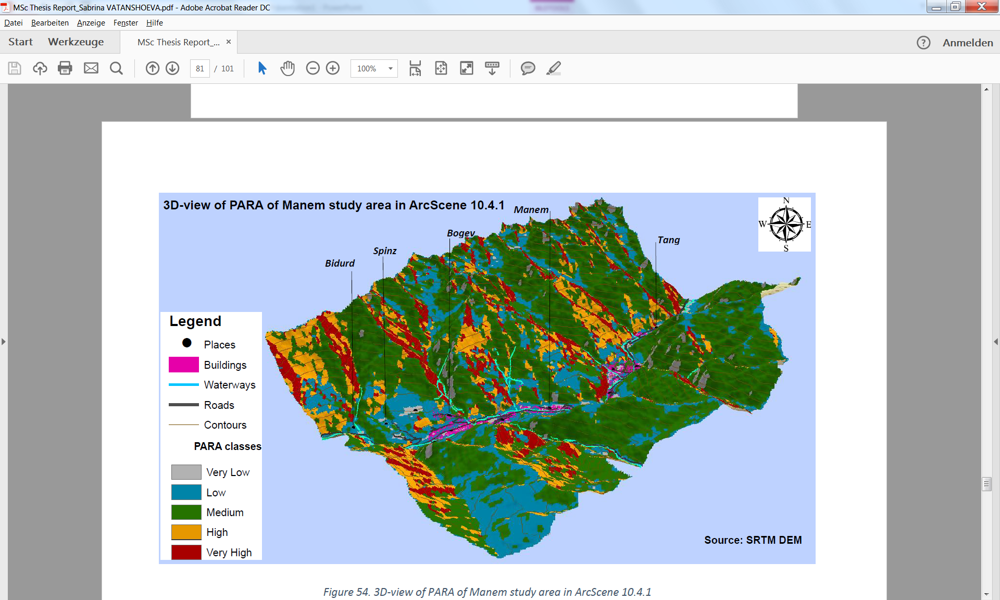 MSc Thesis Report_Sabrina VATANSHOEVA.pdf - Adobe Acrobat Reader DC
Datei Bearbeiten Anzeige Fenster Hilfe
Start Werkzeuge MSc Thesis Report_... × ? Anmelden
81 / 101 100%
3D-view of PARA of Manem study area in ArcScene 10.4.1
Manem
Bogev
Tang
Spinz
Bidurd
N
W E
S
Legend
Places
Buildings
Waterways
Roads
Contours
PARA classes
Very Low
Low
Medium
High
Very High
Source: SRTM DEM
Figure 54. 3D-view of PARA of Manem study area in ArcScene 10.4.1